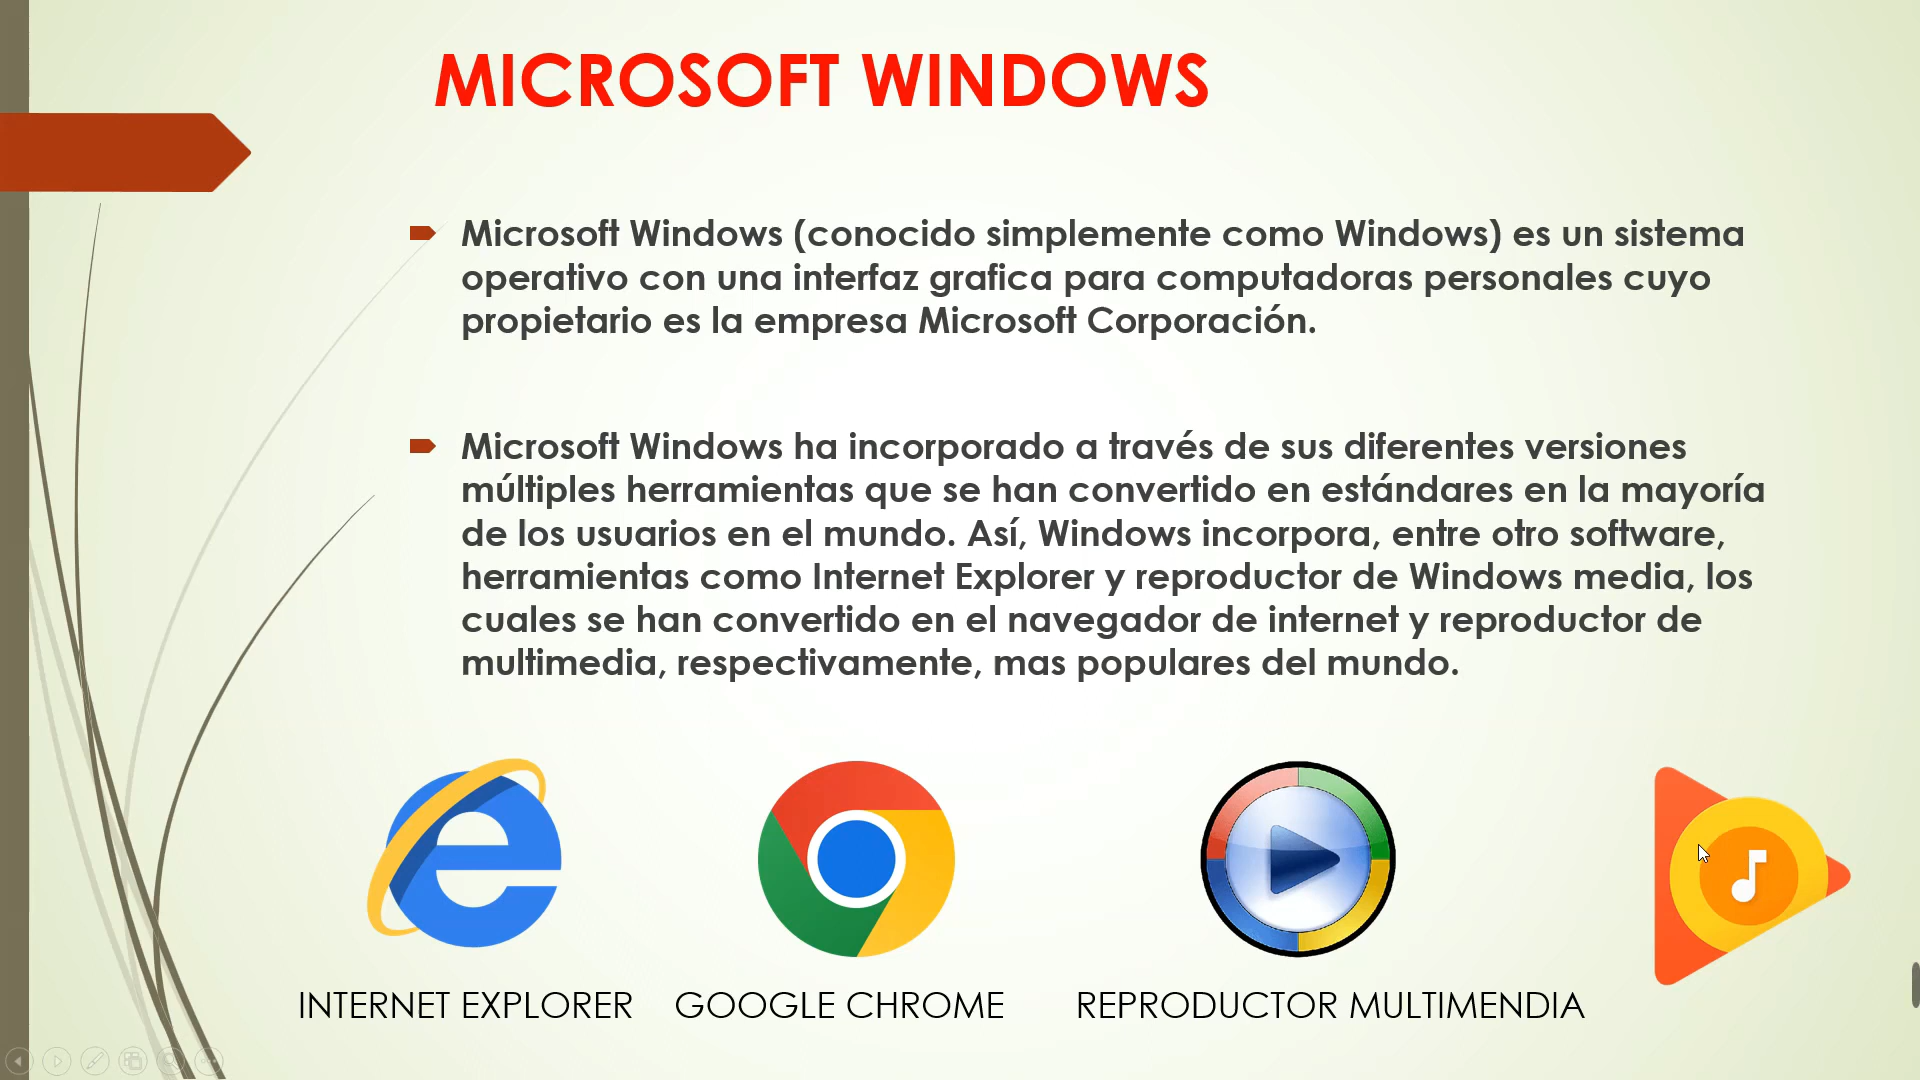 MICROSOFT WINDOWS
Microsoft Windows (conocido simplemente como Windows) es un sistema
operativo con una interfaz grafica para computadoras personales cuyo
propietario es la empresa Microsoft Corporación.
Microsoft Windows ha incorporado a través de sus diferentes versiones
múltiples herramientas que se han convertido en estándares en la mayoría
de los usuarios en el mundo. Así, Windows incorpora, entre otro software,
herramientas como Internet Explorer y reproductor de Windows media, los
cuales se han convertido en el navegador de internet y reproductor de
multimedia, respectivamente, mas populares del mundo.
INTERNET EXPLORER
GOOGLE CHROME
REPRODUCTOR MULTIMENDIA